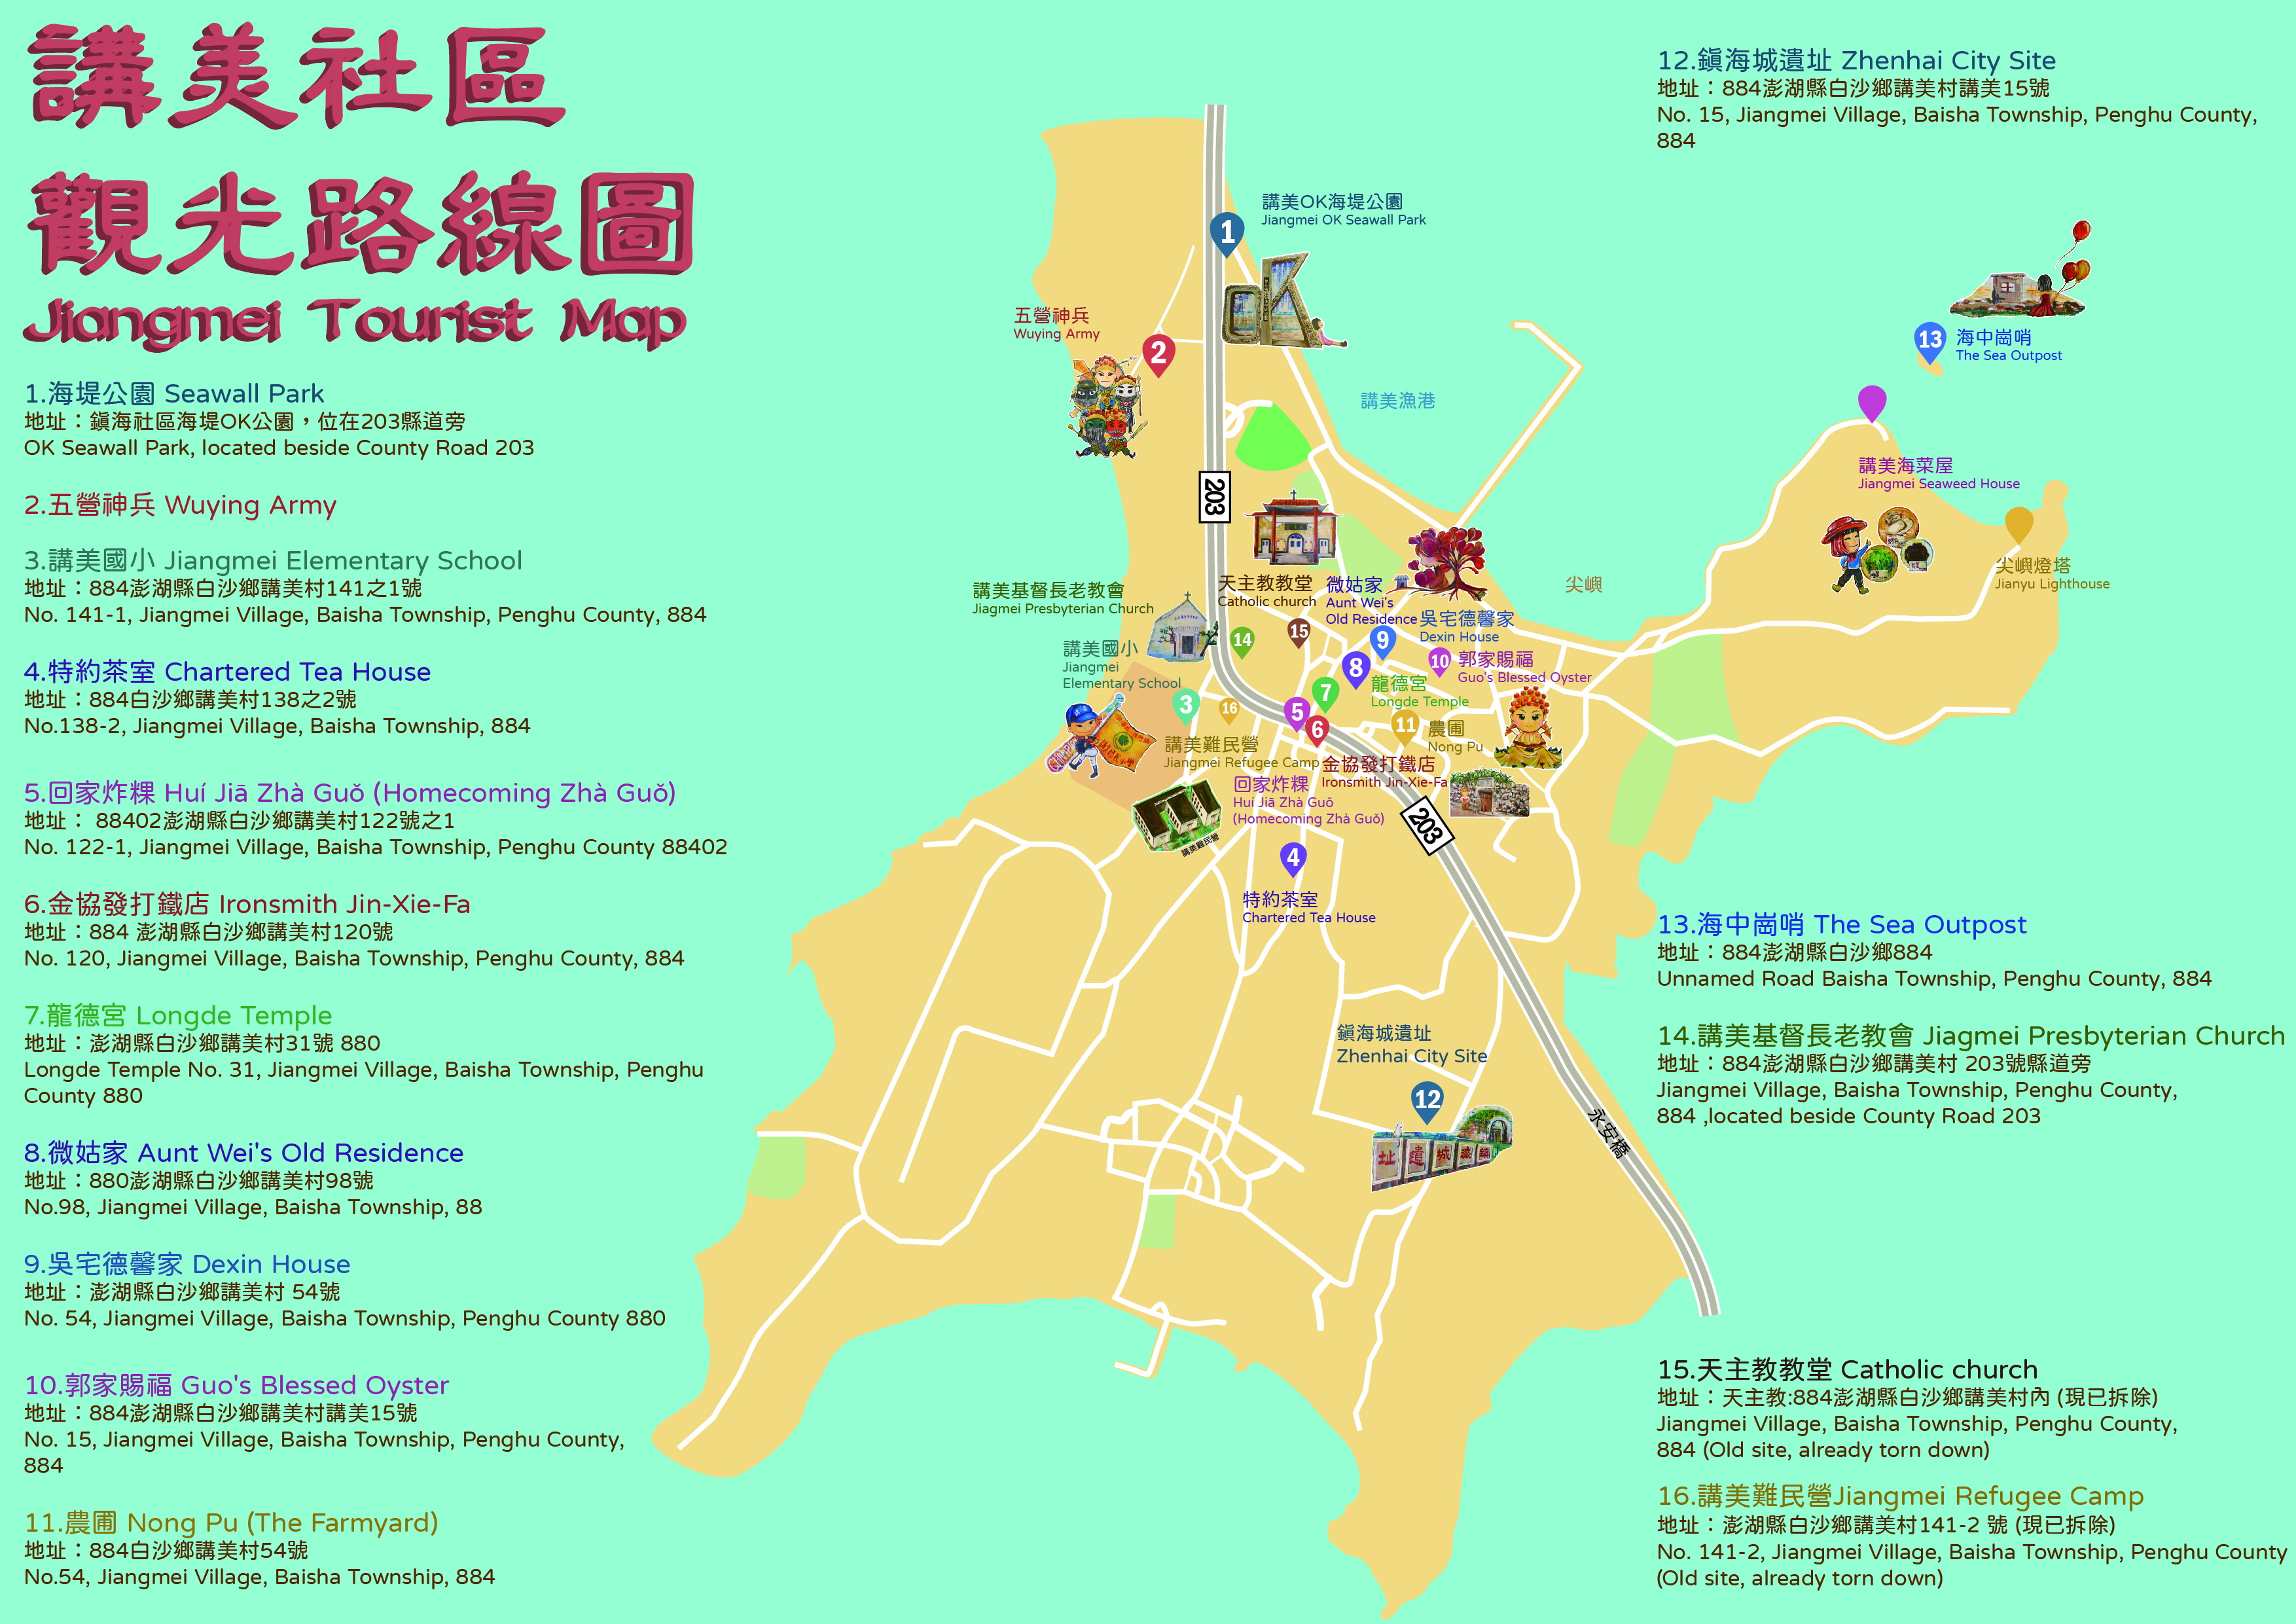 講美社區
觀光路線圖
Jiangmei Tourist Map
1.海堤公園 Seawall Park
地址：鎮海社區海堤OK公園，位在203縣道旁
OK Seawall Park, located beside County Road 203
2.五營神兵 Wuying Army
3.講美國小 Jiangmei Elementary School
地址：884澎湖縣白沙鄉講美村141之1號
No. 141-1, Jiangmei Village, Baisha Township, Penghu County, 884
4.特約茶室 Chartered Tea House
地址：884白沙鄉講美村138之2號
No.138-2, Jiangmei Village, Baisha Township, 884
5.回家炸粿 Huí Jiā Zhà Guǒ (Homecoming Zhà Guǒ)
地址： 88402澎湖縣白沙鄉講美村122號之1
No. 122-1, Jiangmei Village, Baisha Township, Penghu County 88402
6.金協發打鐵店 Ironsmith Jin-Xie-Fa
地址：884 澎湖縣白沙鄉講美村120號
No. 120, Jiangmei Village, Baisha Township, Penghu County, 884
7.龍德宮 Longde Temple
地址：澎湖縣白沙鄉講美村31號 880
Longde Temple No. 31, Jiangmei Village, Baisha Township, Penghu
County 880
8.微姑家 Aunt Wei's Old Residence
地址：880澎湖縣白沙鄉講美村98號
No.98, Jiangmei Village, Baisha Township, 88
9.吳宅德馨家 Dexin House
地址：澎湖縣白沙鄉講美村 54號
No. 54, Jiangmei Village, Baisha Township, Penghu County 880
10.郭家賜福 Guo's Blessed Oyster
地址：884澎湖縣白沙鄉講美村講美15號
No. 15, Jiangmei Village, Baisha Township, Penghu County,
884
11.農圃 Nong Pu (The Farmyard)
地址：884白沙鄉講美村54號
No.54, Jiangmei Village, Baisha Township, 884
1
講美OK海堤公園
Jiangmei OK Seawall Park
OK
五營神兵
Wuying Army
2
講美漁港
203
講美基督長老教會
Jiagmei Presbyterian Church
天主教教堂
Catholic church
微姑家
Aunt Wei's
Old Residence
尖嶼
吳宅德馨家
Dexin House
14
15
9
講美國小
Jiangmei
Elementary School
8
10
郭家賜福
Guo's Blessed Oyster
龍德宮
Longde Temple
7
3
16
5
6
11
農圃
Nong Pu
講美難民營
Jiangmei Refugee Camp
金協發打鐵店
Ironsmith Jin-Xie-Fa
回家炸粿
Huí Jiā Zhà Guǒ
(Homecoming Zhà Guǒ)
講美難民營
203
4
特約茶室
Chartered Tea House
鎮海城遺址
Zhenhai City Site
12
址遺城海鎮
永安橋
13
海中崗哨
The Sea Outpost
講美海菜屋
Jiangmei Seaweed House
尖嶼燈塔
Jianyu Lighthouse
12.鎮海城遺址 Zhenhai City Site
地址：884澎湖縣白沙鄉講美村講美15號
No. 15, Jiangmei Village, Baisha Township, Penghu County,
884
13.海中崗哨 The Sea Outpost
地址：884澎湖縣白沙鄉884
Unnamed Road Baisha Township, Penghu County, 884
14.講美基督長老教會 Jiagmei Presbyterian Church
地址：884澎湖縣白沙鄉講美村 203號縣道旁
Jiangmei Village, Baisha Township, Penghu County,
884 ,located beside County Road 203
15.天主教教堂 Catholic church
地址：天主教:884澎湖縣白沙鄉講美村內 (現已拆除)
Jiangmei Village, Baisha Township, Penghu County,
884 (Old site, already torn down)
16.講美難民營Jiangmei Refugee Camp
地址：澎湖縣白沙鄉講美村141-2 號 (現已拆除)
No. 141-2, Jiangmei Village, Baisha Township, Penghu County
(Old site, already torn down)